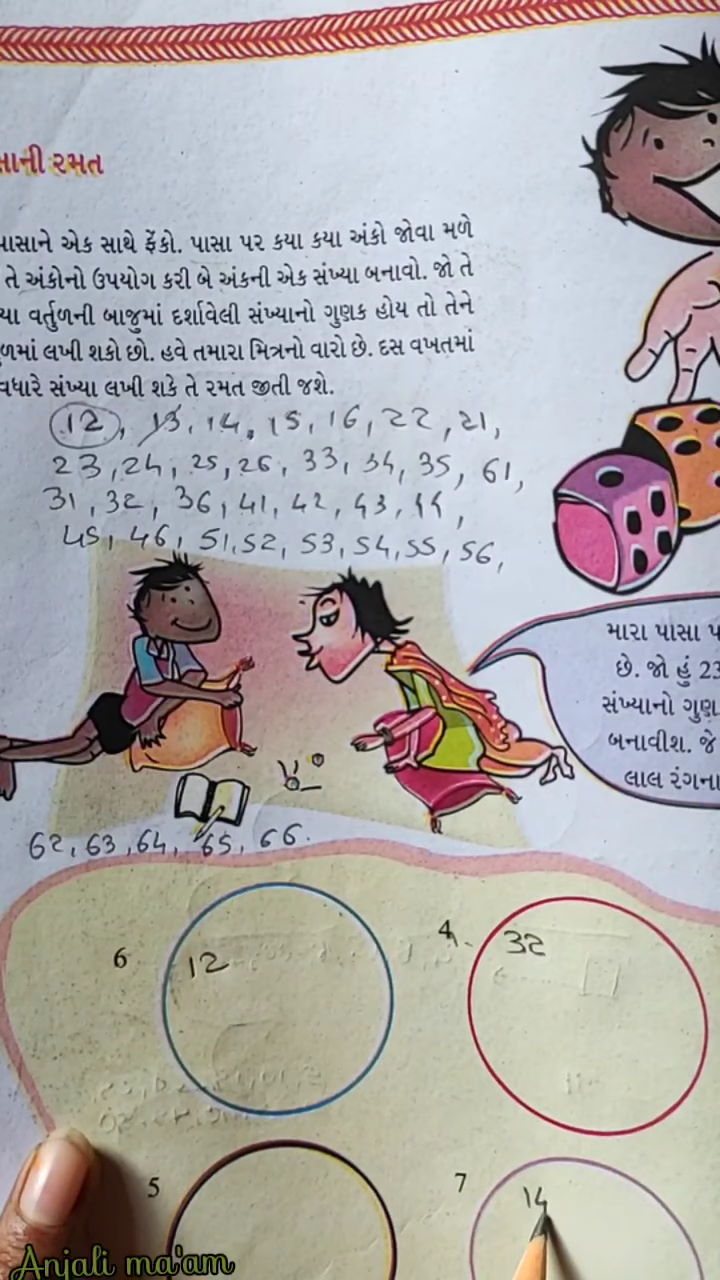 રમત
પાસાને એક સાથે ફેંકો. પાસા પર કયા કયા અંકો જોવા મળે
તે અંકોનો ઉપયોગ કરી બે અંકની એક સંખ્યા બનાવો. જો તે
વર્તુળની બાજુમાં દર્શાવેલી સંખ્યાનો ગુણક હોય તો તેને
લખી શકો છો. હવે તમારા મિત્રનો વારો છે. દસ વખતમાં
વધારે સંખ્યા લખી શકે તે રમત જીતી જશે.
12, 13, 14, 15, 16, 22, 21,
23, 24, 25, 26, 33, 34, 35, 61,
31, 32, 36, 41, 42, 43, 44,
45, 46, 51, 52, 53, 54, 55, 56,
મારા પાસા
છે. જો હું 23
સંખ્યાનો
બનાવીશ. જે
લાલ રંગના
62, 63, 64, 65, 66.
6 12 4 32
5 7 14
Anjali ma'am